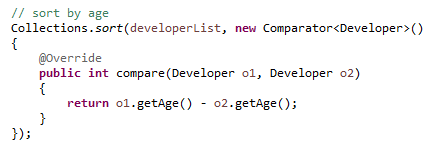 // sort by age
Collections.sort(developerList, new Comparator<Developer>()
{
    @Override
    public int compare(Developer o1, Developer o2)
    {
        return o1.getAge() - o2.getAge();
    }
});